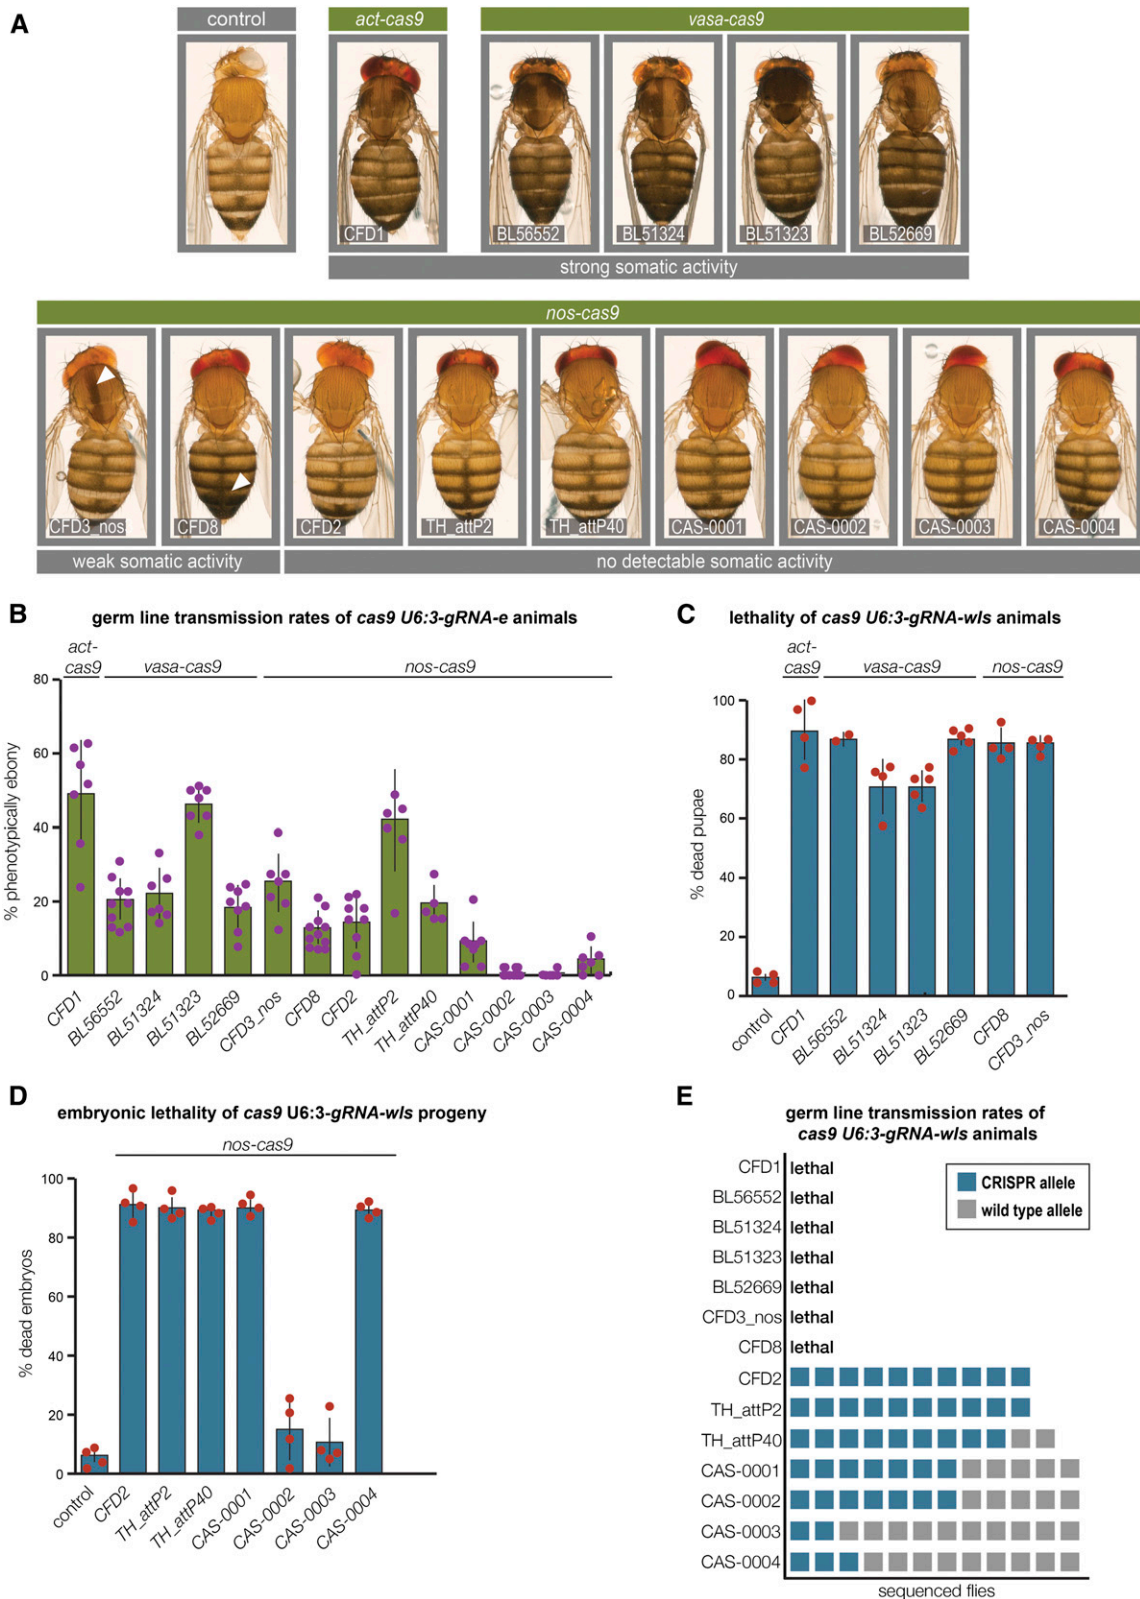 A
control
act-cas9
vasa-cas9
CFD1
BL56552
BL51324
BL51323
BL52669
strong somatic activity
nos-cas9
CFD3_nos
CFD8
CFD2
TH_attP2
TH_attP40
CAS-0001
CAS-0002
CAS-0003
CAS-0004
weak somatic activity
no detectable somatic activity
B
germ line transmission rates of cas9 U6:3-gRNA-e animals
act-
cas9
vasa-cas9
nos-cas9
% phenotypically ebony
80
60
40
20
0
CFD1
BL56552
BL51324
BL51323
BL52669
CFD3_nos
CFD8
CFD2
TH_attP2
TH_attP40
CAS-0001
CAS-0002
CAS-0003
CAS-0004
C
lethality of cas9 U6:3-gRNA-wls animals
act-
cas9
vasa-cas9
nos-cas9
% dead pupae
100
80
60
40
20
0
control
CFD1
BL56552
BL51324
BL51323
BL52669
CFD8
CFD3_nos
D
embryonic lethality of cas9 U6:3-gRNA-wls progeny
nos-cas9
% dead embryos
100
80
60
40
20
0
control
CFD2
TH_attP2
TH_attP40
CAS-0001
CAS-0002
CAS-0003
CAS-0004
E
germ line transmission rates of
cas9 U6:3-gRNA-wls animals
CRISPR allele
wild type allele
CFD1 lethal
BL56552 lethal
BL51324 lethal
BL51323 lethal
BL52669 lethal
CFD3_nos lethal
CFD8 lethal
CFD2
TH_attP2
TH_attP40
CAS-0001
CAS-0002
CAS-0003
CAS-0004
sequenced flies